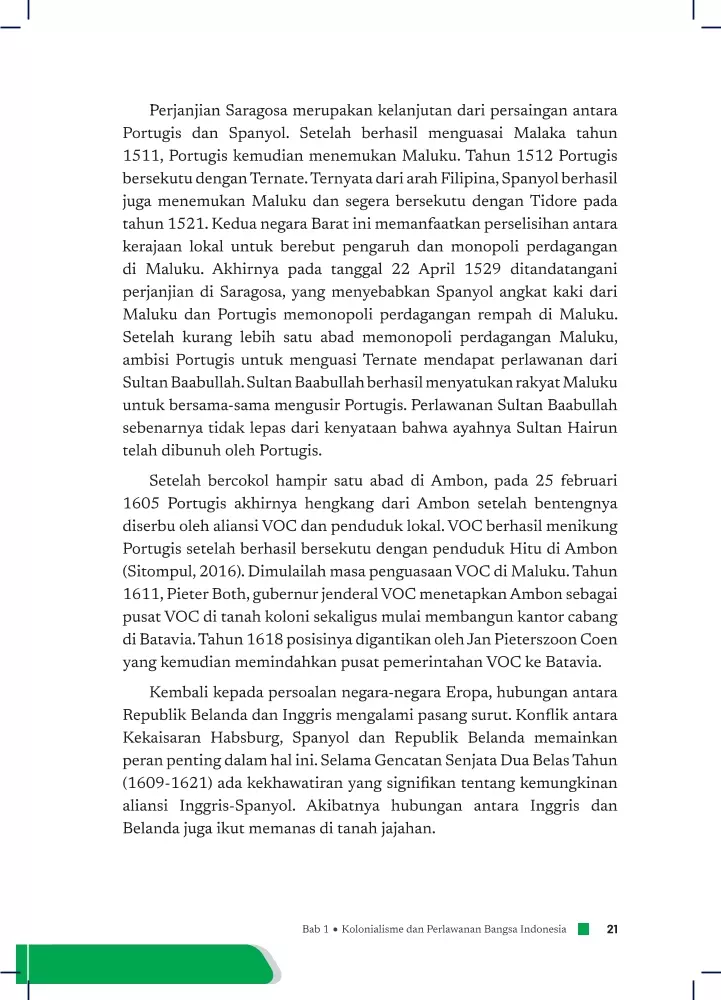 Perjanjian Saragosa merupakan kelanjutan dari persaingan antara
Portugis dan Spanyol. Setelah berhasil menguasai Malaka tahun
1511, Portugis kemudian menemukan Maluku. Tahun 1512 Portugis
bersekutu dengan Ternate. Ternyata dari arah Filipina, Spanyol berhasil
juga menemukan Maluku dan segera bersekutu dengan Tidore pada
tahun 1521. Kedua negara Barat ini memanfaatkan perselisihan antara
kerajaan lokal untuk berebut pengaruh dan monopoli perdagangan
di Maluku. Akhirnya pada tanggal 22 April 1529 ditandatangani
perjanjian di Saragosa, yang menyebabkan Spanyol angkat kaki dari
Maluku dan Portugis memonopoli perdagangan rempah di Maluku.
Setelah kurang lebih satu abad memonopoli perdagangan Maluku,
ambisi Portugis untuk menguasi Ternate mendapat perlawanan dari
Sultan Baabullah. Sultan Baabullah berhasil menyatukan rakyat Maluku
untuk bersama-sama mengusir Portugis. Perlawanan Sultan Baabullah
sebenarnya tidak lepas dari kenyataan bahwa ayahnya Sultan Hairun
telah dibunuh oleh Portugis.
Setelah bercokol hampir satu abad di Ambon, pada 25 februari
1605 Portugis akhirnya hengkang dari Ambon setelah bentengnya
diserbu oleh aliansi VOC dan penduduk lokal. VOC berhasil menikung
Portugis setelah berhasil bersekutu dengan penduduk Hitu di Ambon
(Sitompul, 2016). Dimulailah masa penguasaan VOC di Maluku. Tahun
1611, Pieter Both, gubernur jenderal VOC menetapkan Ambon sebagai
pusat VOC di tanah koloni sekaligus mulai membangun kantor cabang
di Batavia. Tahun 1618 posisinya digantikan oleh Jan Pieterszoon Coen
yang kemudian memindahkan pusat pemerintahan VOC ke Batavia.
Kembali kepada persoalan negara-negara Eropa, hubungan antara
Republik Belanda dan Inggris mengalami pasang surut. Konflik antara
Kekaisaran Habsburg, Spanyol dan Republik Belanda memainkan
peran penting dalam hal ini. Selama Gencatan Senjata Dua Belas Tahun
(1609-1621) ada kekhawatiran yang signifikan tentang kemungkinan
aliansi Inggris-Spanyol. Akibatnya hubungan antara Inggris dan
Belanda juga ikut memanas di tanah jajahan.
Bab 1 • Kolonialisme dan Perlawanan Bangsa Indonesia 21